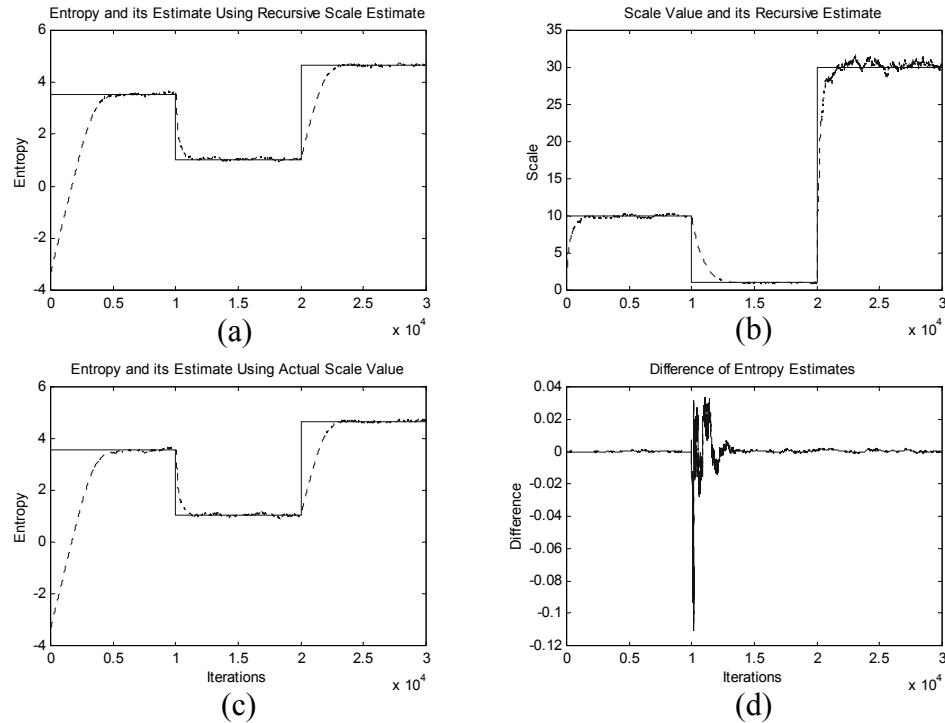 Entropy and its Estimate Using Recursive Scale Estimate
6
4
2
0
-2
-4
Entropy
0 0.5 1 1.5 2 2.5 3
x 10^4
(a)
Scale Value and its Recursive Estimate
35
30
25
20
15
10
5
0
Scale
0 0.5 1 1.5 2 2.5 3
x 10^4
(b)
Entropy and its Estimate Using Actual Scale Value
6
4
2
0
-2
-4
Entropy
0 0.5 1 1.5 2 2.5 3
Iterations
x 10^4
(c)
Difference of Entropy Estimates
0.04
0.02
0
-0.02
-0.04
-0.06
-0.08
-0.1
-0.12
Difference
0 0.5 1 1.5 2 2.5 3
Iterations
x 10^4
(d)